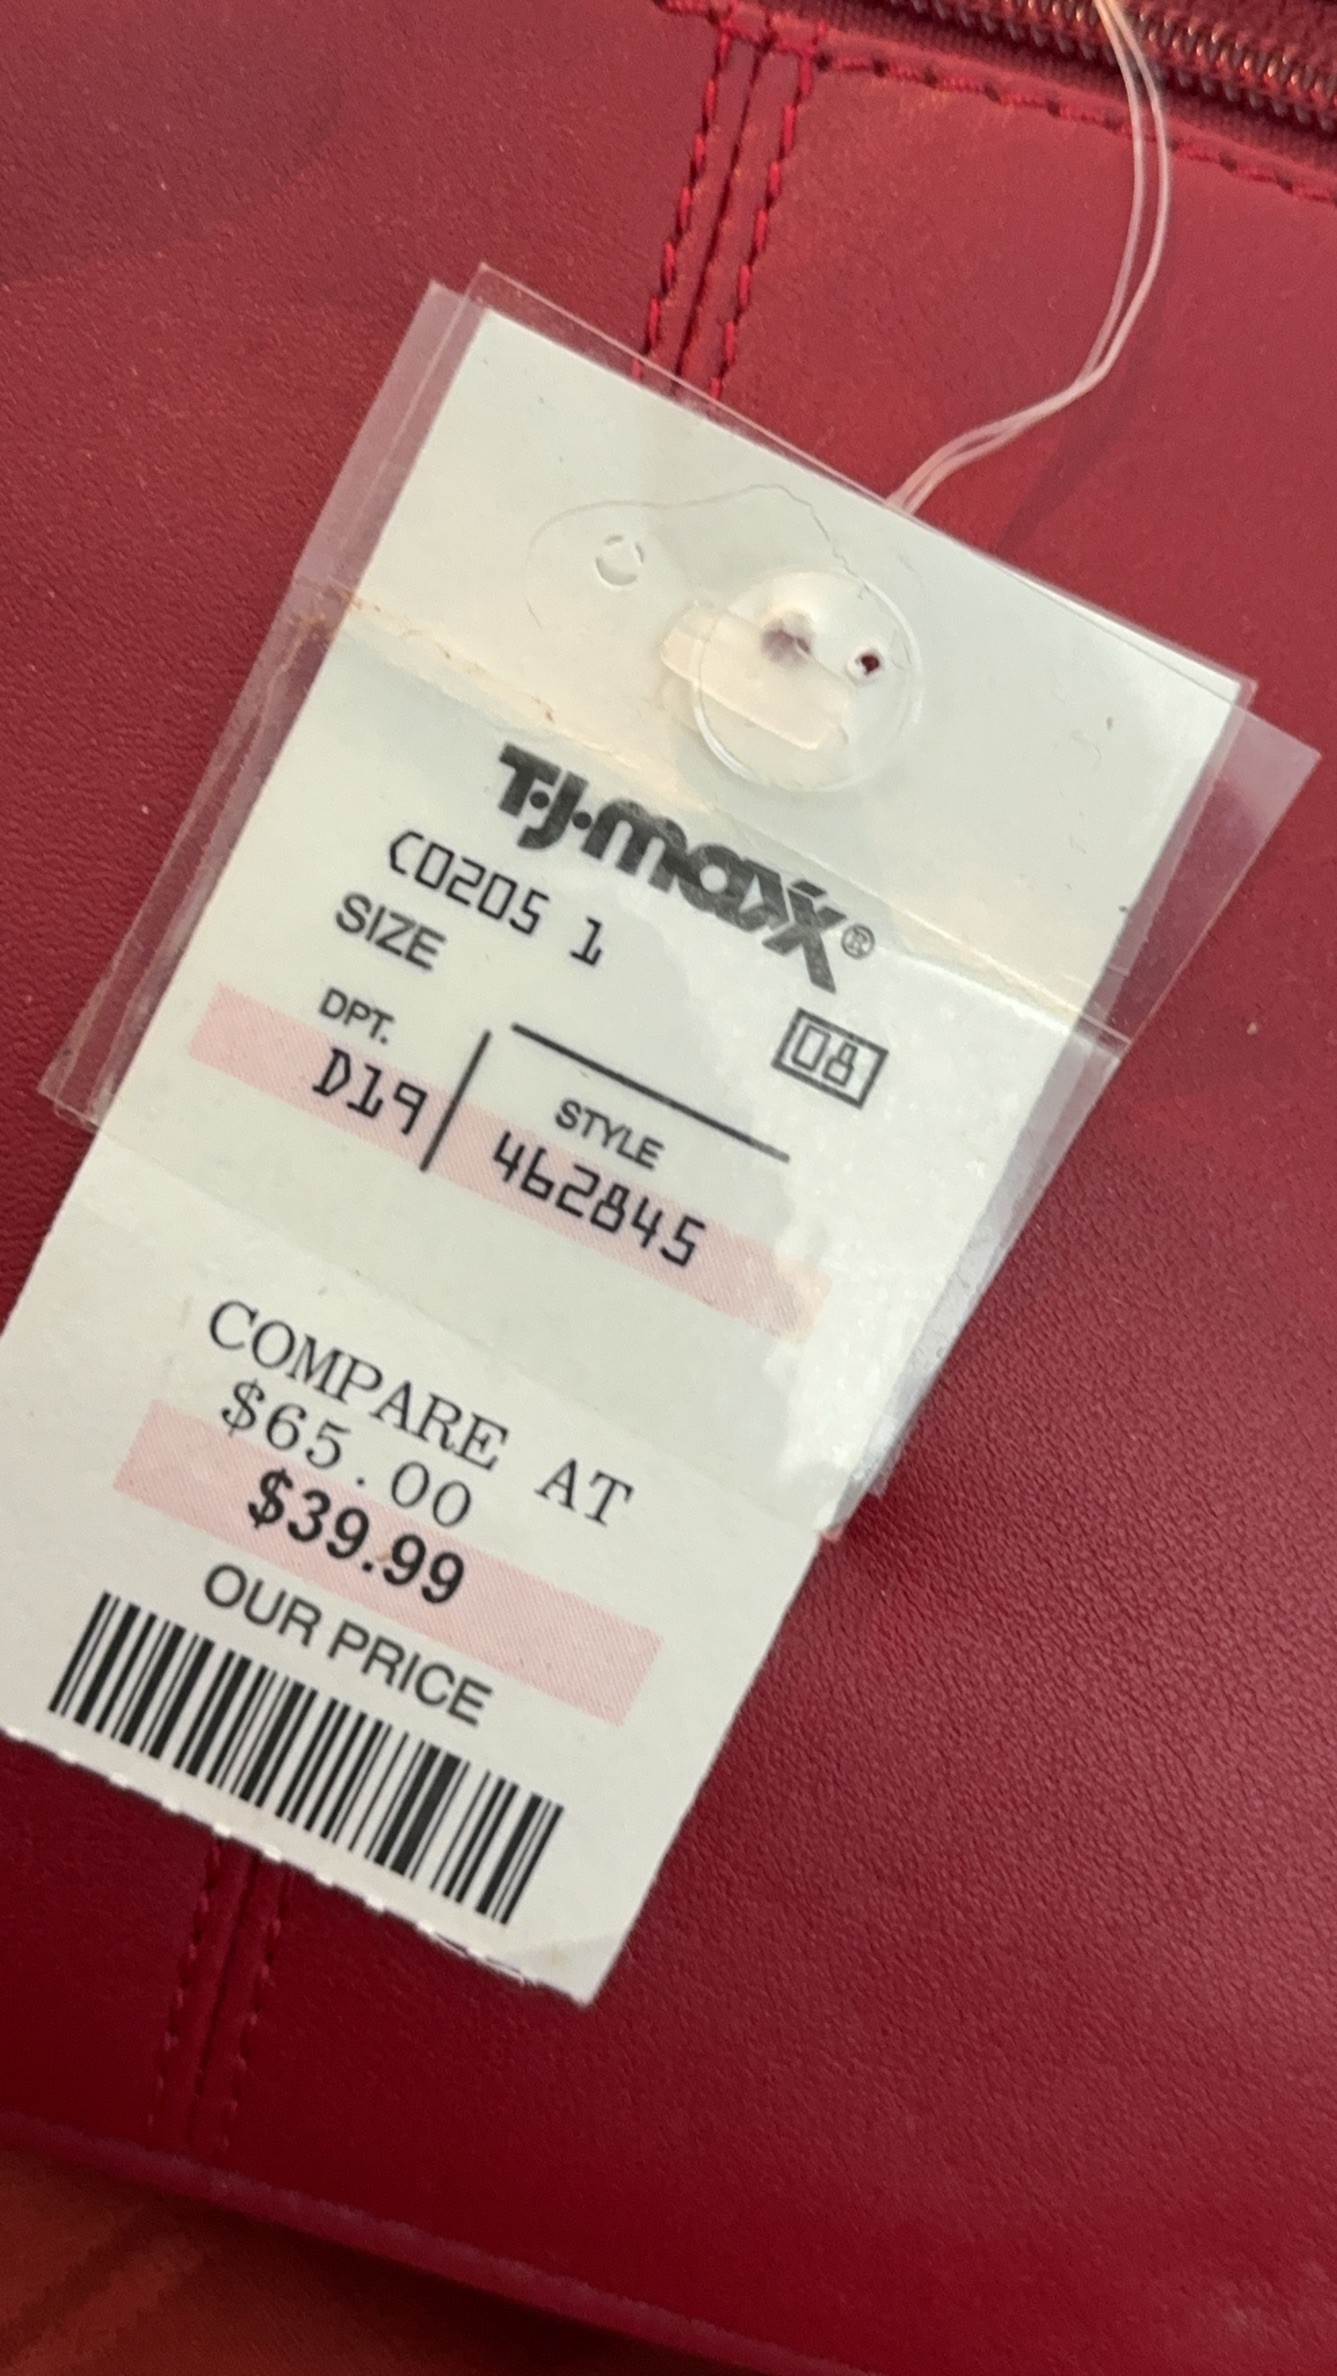 T·J·maxx®
C0205 1
SIZE
08
DPT.
STYLE
D19
462845
COMPARE AT
$65.00
$39.99
OUR PRICE